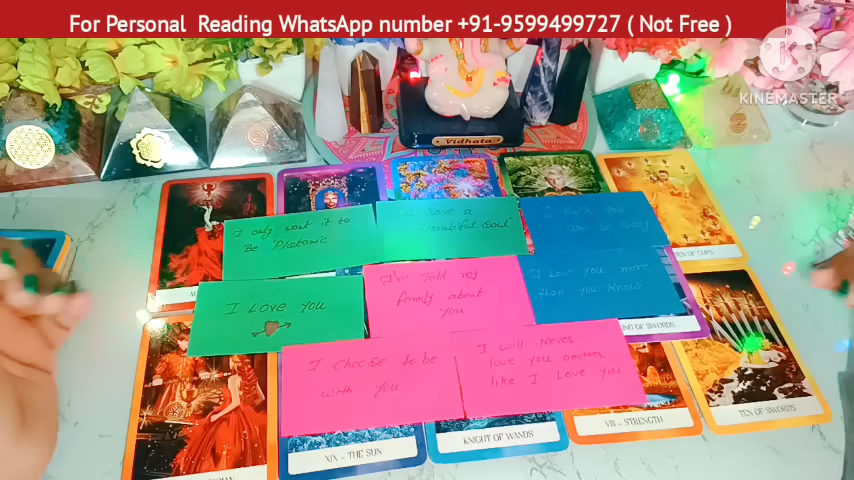 For Personal Reading WhatsApp number +91-9599499727 ( Not Free )
KINEMASTER
Vidhata
I only want it to
Be "Platonic
have a
Beautiful Soul"
I Love you
I've told my
family about
you
I Love you more
than you know
I choose to be
with you
I will Never
love you another
like I Love you
TEN OF CUPS
KING OF SWORDS
XIX – THE SUN
KNIGHT OF WANDS
VIII – STRENGTH
TEN OF SWORDS